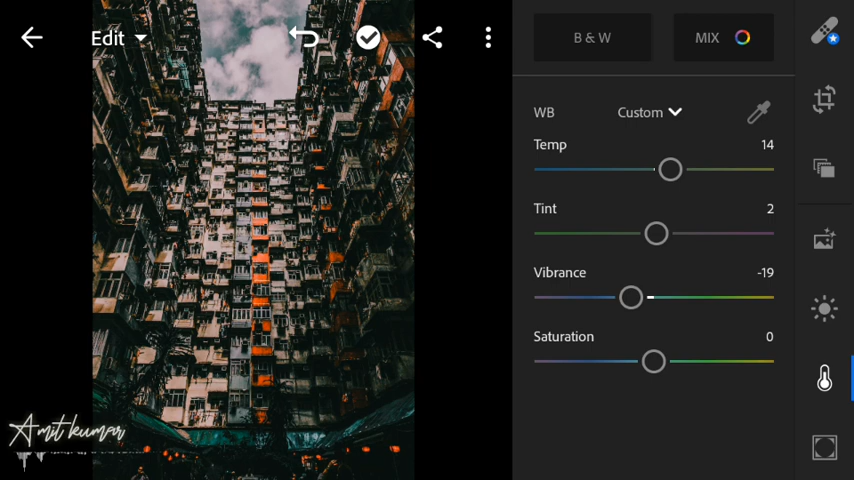 Edit
B & W
MIX
WB
Custom
Temp
14
Tint
2
Vibrance
-19
Saturation
0
Amit kumar